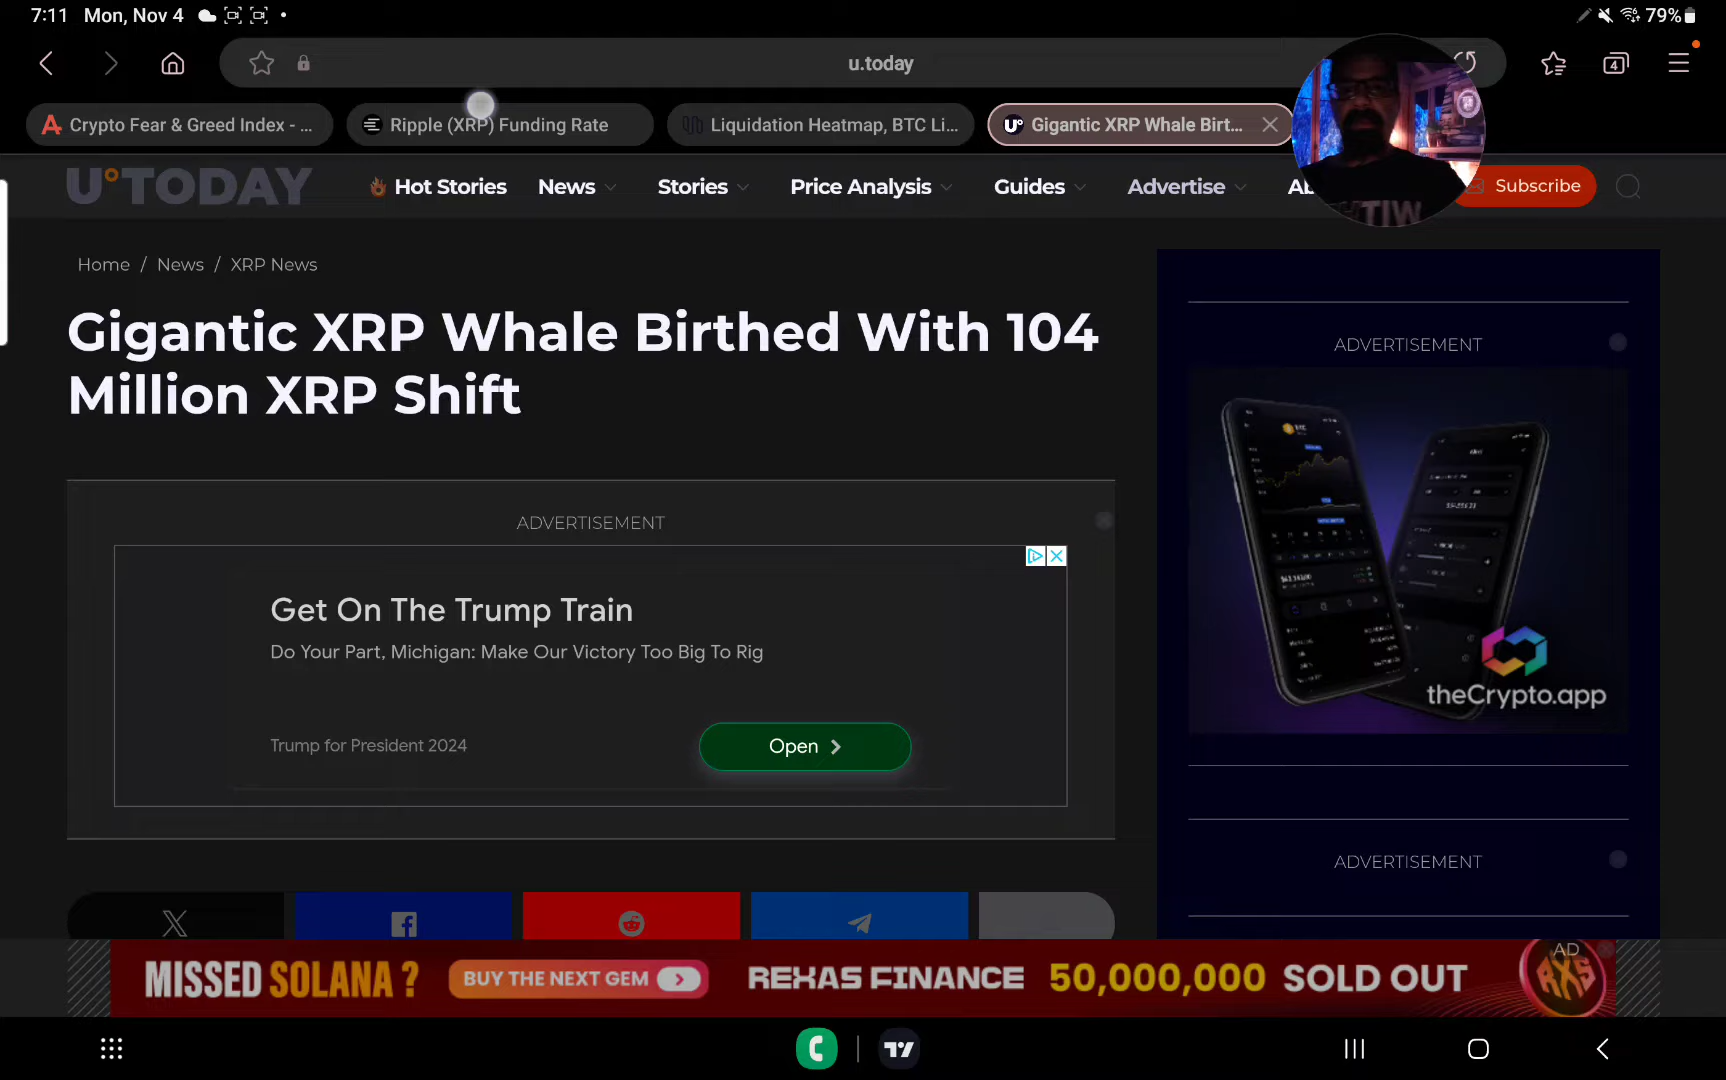 7:11 Mon, Nov 4
79%
u.today
4
Crypto Fear & Greed Index - ...
Ripple (XRP) Funding Rate
Liquidation Heatmap, BTC Li...
U° Gigantic XRP Whale Birt...
U°TODAY
Hot Stories
News
Stories
Price Analysis
Guides
Advertise
Ab
Subscribe
Home / News / XRP News
Gigantic XRP Whale Birthed With 104
Million XRP Shift
ADVERTISEMENT
Get On The Trump Train
Do Your Part, Michigan: Make Our Victory Too Big To Rig
Trump for President 2024
Open
ADVERTISEMENT
theCrypto.app
ADVERTISEMENT
AD
MISSED SOLANA ?
BUY THE NEXT GEM
REXAS FINANCE
50,000,000 SOLD OUT
RXS